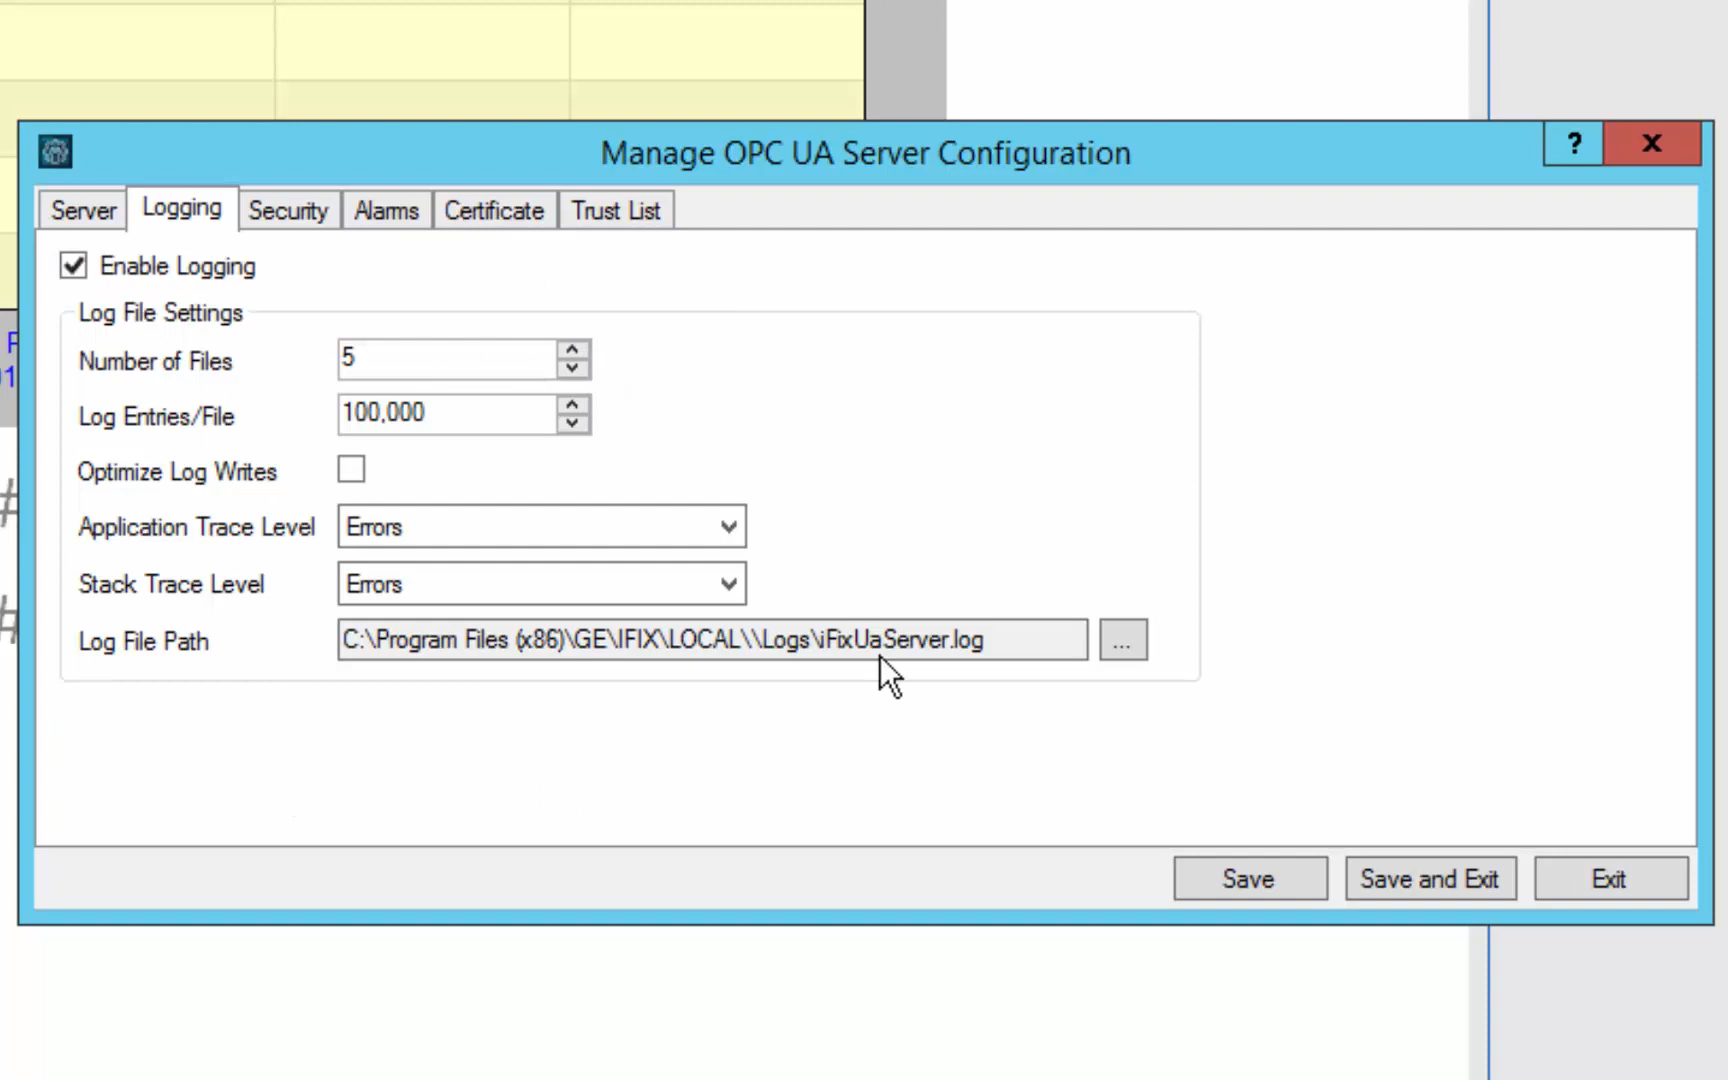 Manage OPC UA Server Configuration
?
X
Server
Logging
Security
Alarms
Certificate
Trust List
Enable Logging
Log File Settings
Number of Files
5
Log Entries/File
100,000
Optimize Log Writes
Application Trace Level
Errors
Stack Trace Level
Errors
Log File Path
C:\Program Files (x86)\GE\IFIX\LOCAL\\Logs\iFixUaServer.log
...
Save
Save and Exit
Exit